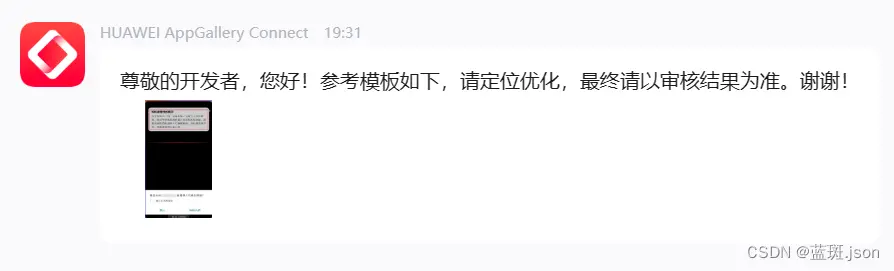 HUAWEI AppGallery Connect 19:31
尊敬的开发者，您好！参考模板如下，请定位优化，最终请以审核结果为准。谢谢！
CSDN @蓝斑.json